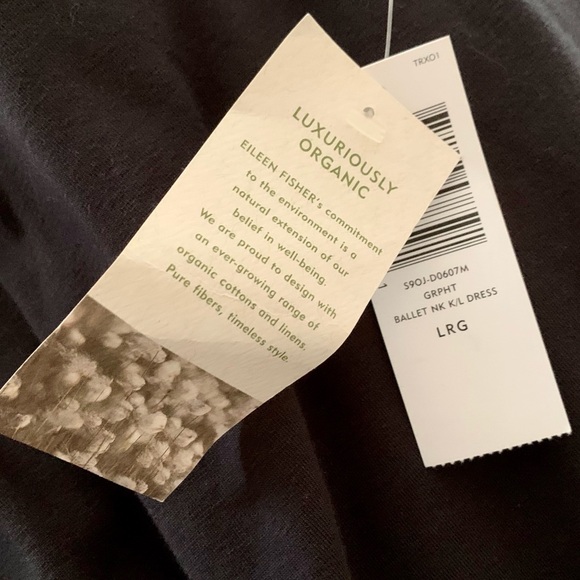 LUXURIOUSLY
ORGANIC
EILEEN FISHER's commitment
to the environment is a
natural extension of our
belief in well-being.
We are proud to design with
an ever-growing range of
organic cottons and linens.
Pure fibers, timeless style.
TRX01
S9OJ-D0607M
GRPHT
BALLET NK K/L DRESS
LRG